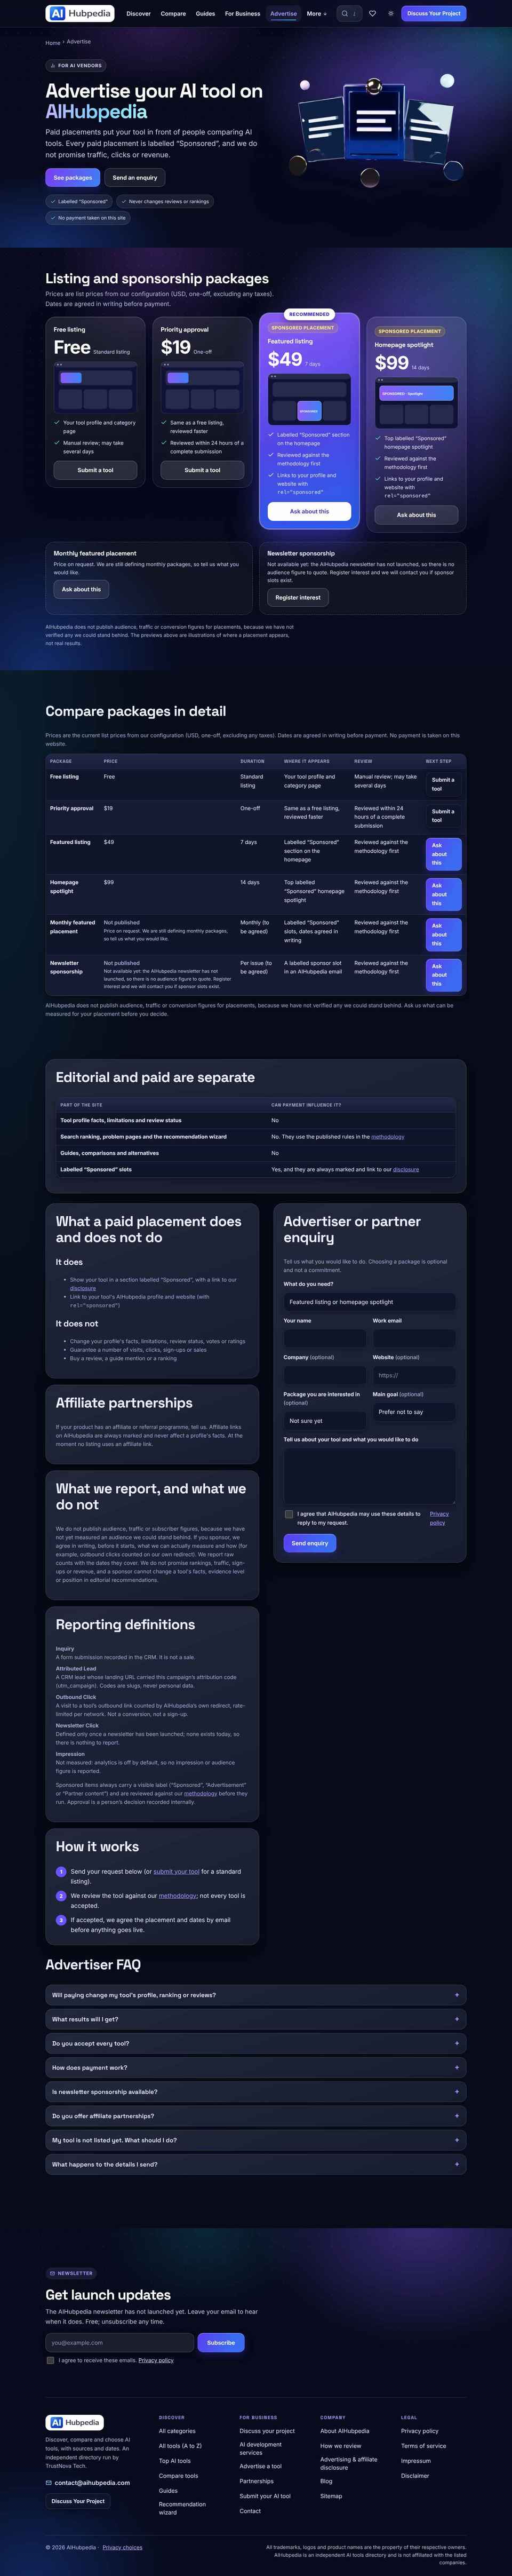 AI Hubpedia
Discover
Compare
Guides
For Business
Advertise
More +
Discuss Your Project
Home › Advertise
FOR AI VENDORS
Advertise your AI tool on
AIHubpedia
Paid placements put your tool in front of people comparing AI
tools. Every paid placement is labelled “Sponsored”, and we do
not promise traffic, clicks or revenue.
See packages
Send an enquiry
Labelled “Sponsored”
Never changes reviews or rankings
No payment taken on this site
Listing and sponsorship packages
Prices are list prices from our configuration (USD, one-off, excluding any taxes).
Dates are agreed in writing before payment.
Free listing
Free Standard listing
Your tool profile and category
page
Manual review; may take
several days
Submit a tool
Priority approval
$19 One-off
Same as a free listing,
reviewed faster
Reviewed within 24 hours of a
complete submission
Submit a tool
RECOMMENDED
SPONSORED PLACEMENT
Featured listing
$49 7 days
SPONSORED
Labelled “Sponsored” section
on the homepage
Reviewed against the
methodology first
Links to your profile and
website with
rel="sponsored"
Ask about this
SPONSORED PLACEMENT
Homepage spotlight
$99 14 days
SPONSORED · Spotlight
Top labelled “Sponsored”
homepage spotlight
Reviewed against the
methodology first
Links to your profile and
website with
rel="sponsored"
Ask about this
Monthly featured placement
Price on request. We are still defining monthly packages, so tell us what you
would like.
Ask about this
Newsletter sponsorship
Not available yet: the AIHubpedia newsletter has not launched, so there is no
audience figure to quote. Register interest and we will contact you if sponsor
slots exist.
Register interest
AIHubpedia does not publish audience, traffic or conversion figures for placements, because we have not
verified any we could stand behind. The previews above are illustrations of where a placement appears,
not real results.
Compare packages in detail
Prices are the current list prices from our configuration (USD, one-off, excluding any taxes). Dates are agreed in writing before payment. No payment is taken on this
website.
PACKAGE PRICE DURATION WHERE IT APPEARS REVIEW NEXT STEP
Free listing
Free
Standard
listing
Your tool profile and
category page
Manual review; may take
several days
Submit a
tool
Priority approval
$19
One-off
Same as a free listing,
reviewed faster
Reviewed within 24
hours of a complete
submission
Submit a
tool
Featured listing
$49
7 days
Labelled “Sponsored”
section on the
homepage
Reviewed against the
methodology first
Ask
about
this
Homepage
spotlight
$99
14 days
Top labelled
“Sponsored” homepage
spotlight
Reviewed against the
methodology first
Ask
about
this
Monthly featured
placement
Not published
Price on request. We are still defining monthly packages,
so tell us what you would like.
Monthly (to
be agreed)
Labelled “Sponsored”
slots, dates agreed in
writing
Reviewed against the
methodology first
Ask
about
this
Newsletter
sponsorship
Not published
Not available yet: the AIHubpedia newsletter has not
launched, so there is no audience figure to quote. Register
interest and we will contact you if sponsor slots exist.
Per issue (to
be agreed)
A labelled sponsor slot
in an AIHubpedia email
Reviewed against the
methodology first
Ask
about
this
AIHubpedia does not publish audience, traffic or conversion figures for placements, because we have not verified any we could stand behind. Ask us what can be
measured for your placement before you decide.
Editorial and paid are separate
PART OF THE SITE CAN PAYMENT INFLUENCE IT?
Tool profile facts, limitations and review status No
Search ranking, problem pages and the recommendation wizard No. They use the published rules in the methodology
Guides, comparisons and alternatives No
Labelled “Sponsored” slots Yes, and they are always marked and link to our disclosure
What a paid placement does
and does not do
It does
Show your tool in a section labelled “Sponsored”, with a link to our
disclosure
Link to your tool's AIHubpedia profile and website (with
rel="sponsored")
It does not
Change your profile's facts, limitations, review status, votes or ratings
Guarantee a number of visits, clicks, sign-ups or sales
Buy a review, a guide mention or a ranking
Affiliate partnerships
If your product has an affiliate or referral programme, tell us. Affiliate links
on AIHubpedia are always marked and never affect a profile's facts. At the
moment no listing uses an affiliate link.
What we report, and what we
do not
We do not publish audience, traffic or subscriber figures, because we have
not yet measured an audience we could stand behind. If you sponsor, we
agree in writing, before it starts, what we can actually measure and how (for
example, outbound clicks counted on our own redirect). We report raw
counts with the dates they cover. We do not promise rankings, traffic, sign-
ups or revenue, and a sponsor cannot change a tool's facts, evidence level
or position in editorial recommendations.
Reporting definitions
Inquiry
A form submission recorded in the CRM. It is not a sale.
Attributed Lead
A CRM lead whose landing URL carried this campaign's attribution code
(utm_campaign). Codes are slugs, never personal data.
Outbound Click
A visit to a tool's outbound link counted by AIHubpedia's own redirect, rate-
limited per network. Not a conversion, not a sign-up.
Newsletter Click
Defined only once a newsletter has been launched; none exists today, so
there is nothing to report.
Impression
Not measured: analytics is off by default, so no impression or audience
figure is reported.
Sponsored items always carry a visible label (“Sponsored”, “Advertisement”
or “Partner content”) and are reviewed against our methodology before they
run. Approval is a person's decision recorded internally.
How it works
1 Send your request below (or submit your tool for a standard
listing).
2 We review the tool against our methodology; not every tool is
accepted.
3 If accepted, we agree the placement and dates by email
before anything goes live.
Advertiser or partner
enquiry
Tell us what you would like to do. Choosing a package is optional
and not a commitment.
What do you need?
Featured listing or homepage spotlight
Your name
Work email
Company (optional)
Website (optional)
https://
Package you are interested in
(optional)
Not sure yet
Main goal (optional)
Prefer not to say
Tell us about your tool and what you would like to do
I agree that AIHubpedia may use these details to
reply to my request.
Privacy
policy
Send enquiry
Advertiser FAQ
Will paying change my tool's profile, ranking or reviews? +
What results will I get? +
Do you accept every tool? +
How does payment work? +
Is newsletter sponsorship available? +
Do you offer affiliate partnerships? +
My tool is not listed yet. What should I do? +
What happens to the details I send? +
NEWSLETTER
Get launch updates
The AIHubpedia newsletter has not launched yet. Leave your email to hear
when it does. Free; unsubscribe any time.
you@example.com
Subscribe
I agree to receive these emails. Privacy policy
AI Hubpedia
Discover, compare and choose AI
tools, with sources and dates. An
independent directory run by
TrustNova Tech.
contact@aihubpedia.com
Discuss Your Project
DISCOVER
All categories
All tools (A to Z)
Top AI tools
Compare tools
Guides
Recommendation
wizard
FOR BUSINESS
Discuss your project
AI development
services
Advertise a tool
Partnerships
Submit your AI tool
Contact
COMPANY
About AIHubpedia
How we review
Advertising & affiliate
disclosure
Blog
Sitemap
LEGAL
Privacy policy
Terms of service
Impressum
Disclaimer
© 2026 AIHubpedia · Privacy choices
All trademarks, logos and product names are the property of their respective owners.
AIHubpedia is an independent AI tools directory and is not affiliated with the listed
companies.